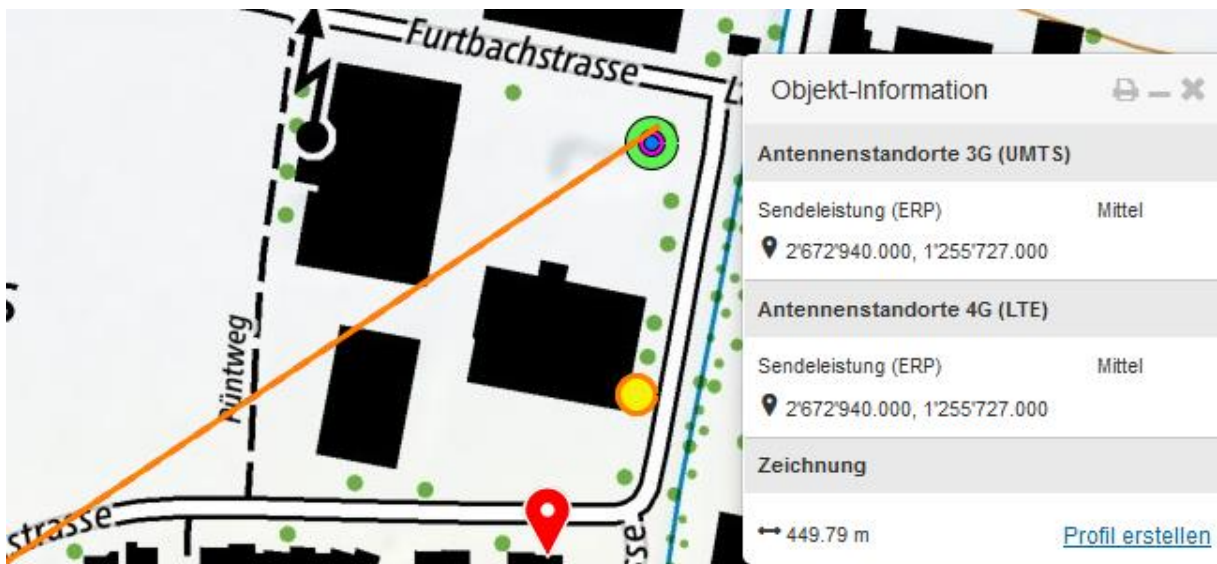 Furtbachstrasse
nüntweg
strasse
Objekt-Information
Antennenstandorte 3G (UMTS)
Sendeleistung (ERP) Mittel
2'672'940.000, 1'255'727.000
Antennenstandorte 4G (LTE)
Sendeleistung (ERP) Mittel
2'672'940.000, 1'255'727.000
Zeichnung
449.79 m Profil erstellen